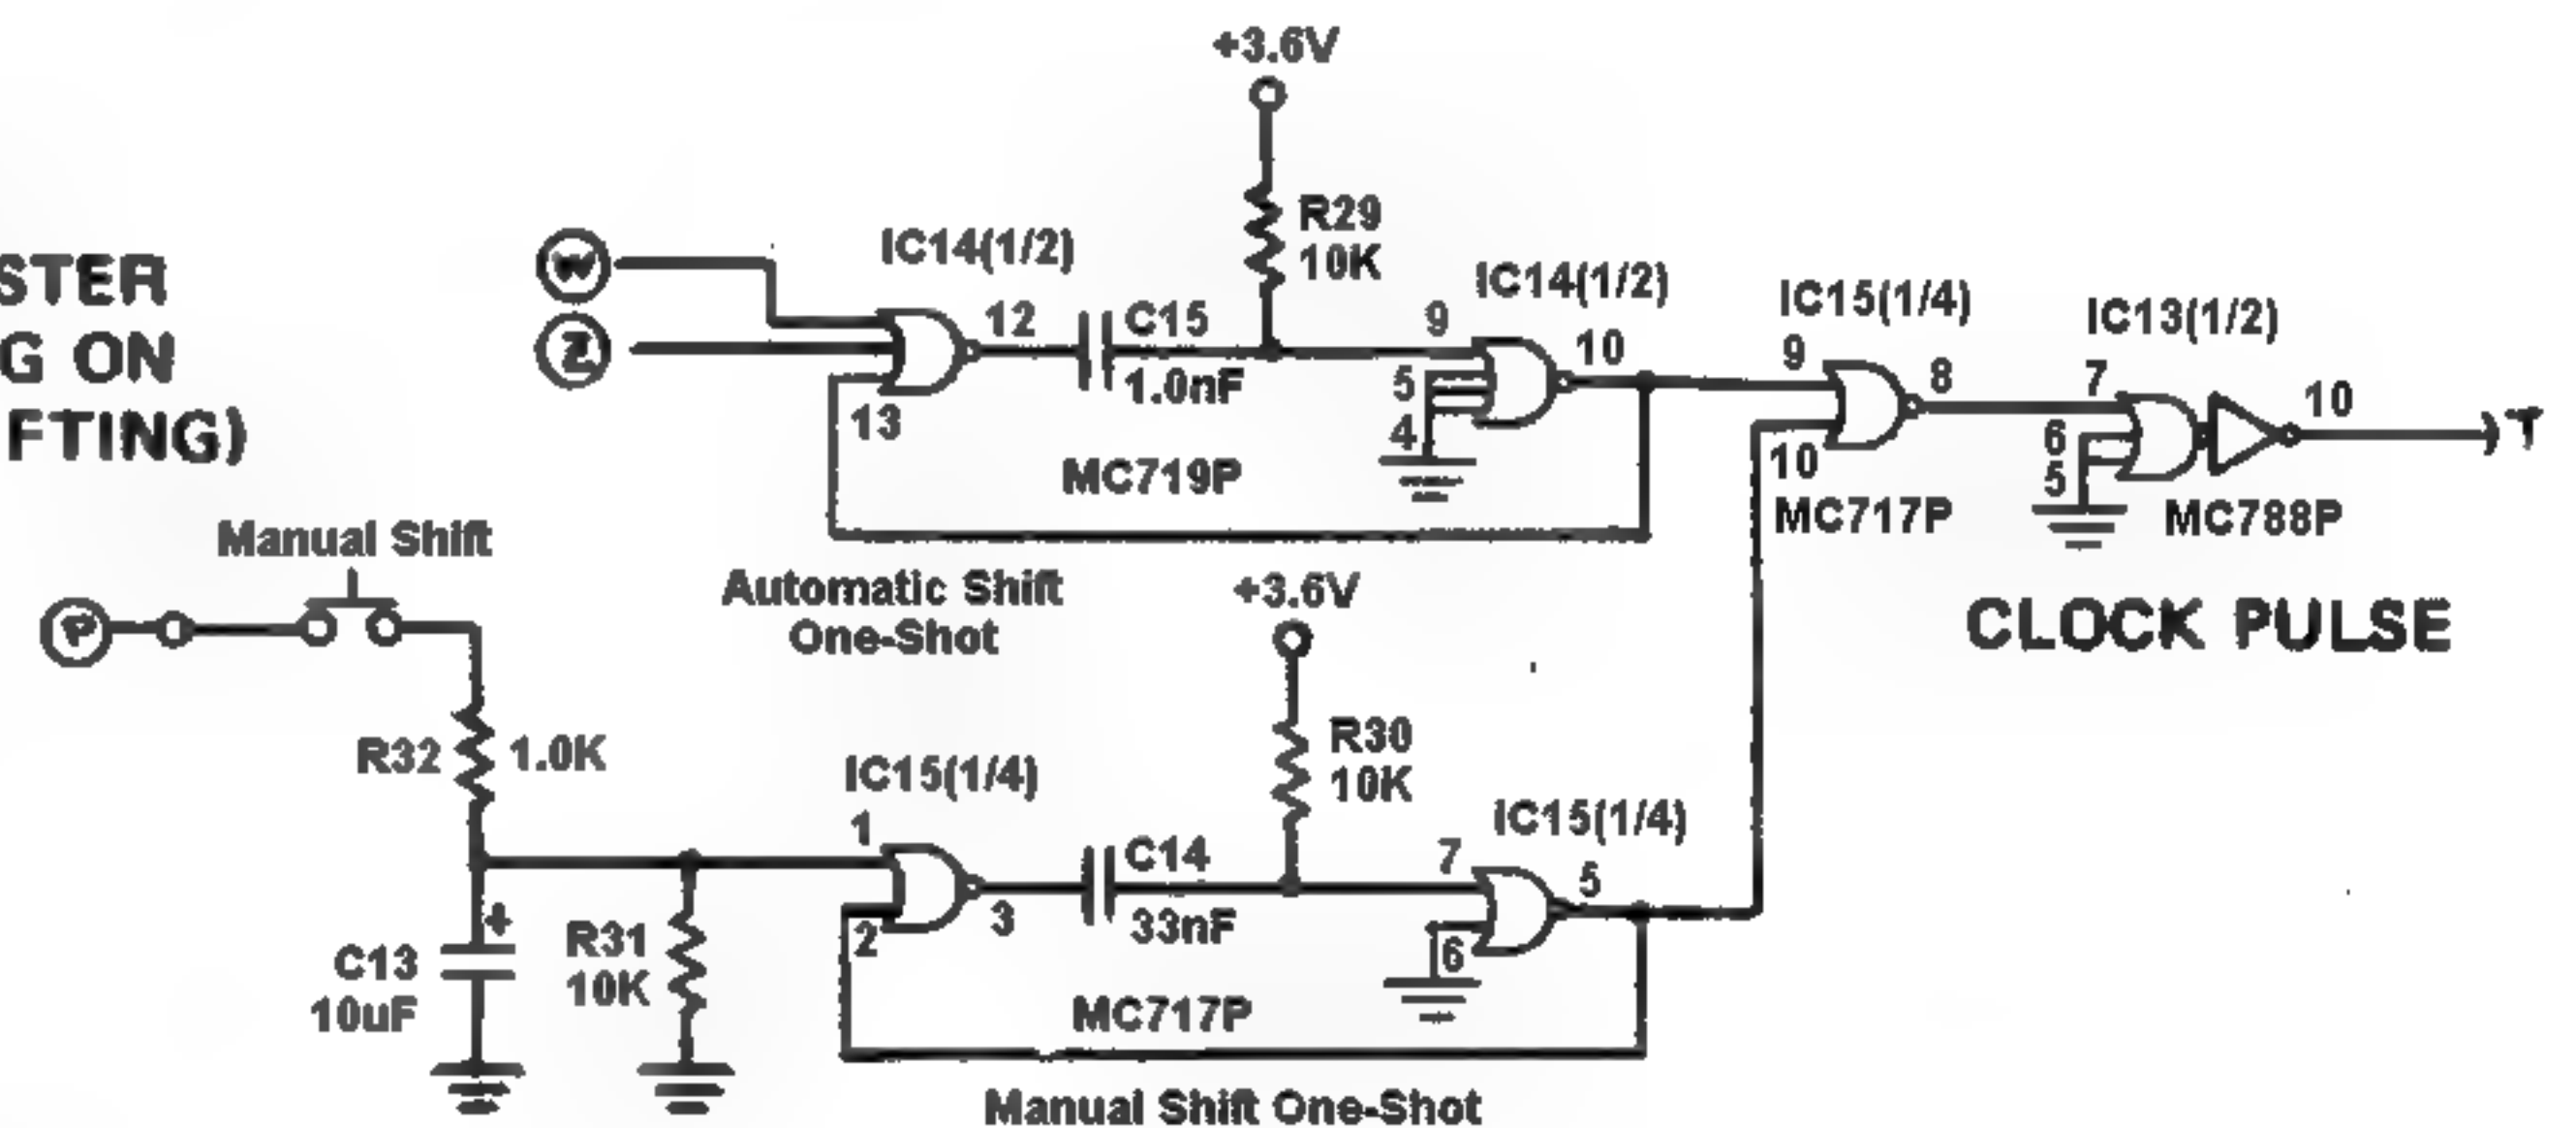 +3.6V
R29
10K
IC14(1/2)
W
Z
12
13
C15
1.0nF
9
5
4
IC14(1/2)
10
MC719P
IC15(1/4)
9
10
8
MC717P
IC13(1/2)
7
6
5
10
T
MC788P
CLOCK PULSE
STER
G ON
FTING)
Automatic Shift
One-Shot
Manual Shift
P
R32
1.0K
C13
+
10uF
R31
10K
IC15(1/4)
1
2
3
C14
33nF
+3.6V
R30
10K
IC15(1/4)
7
6
5
MC717P
Manual Shift One-Shot